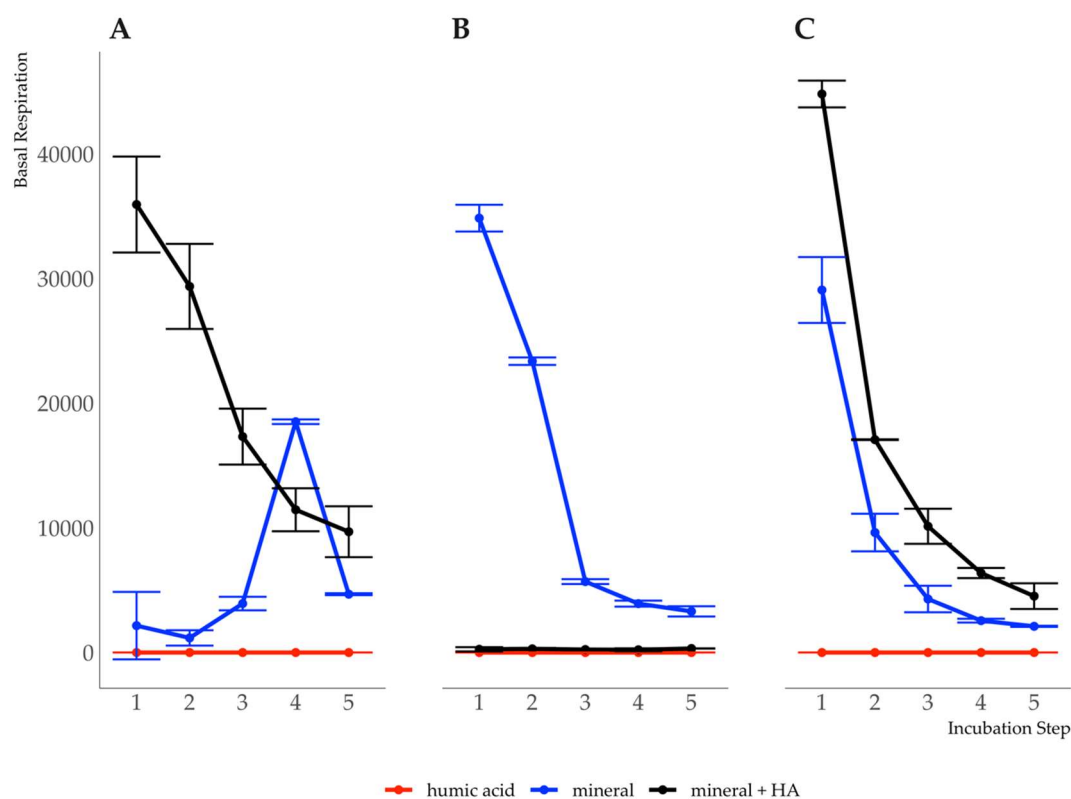 A B C
Basal Respiration
40000
30000
20000
10000
0
1 2 3 4 5 1 2 3 4 5 1 2 3 4 5
Incubation Step
humic acid mineral mineral + HA